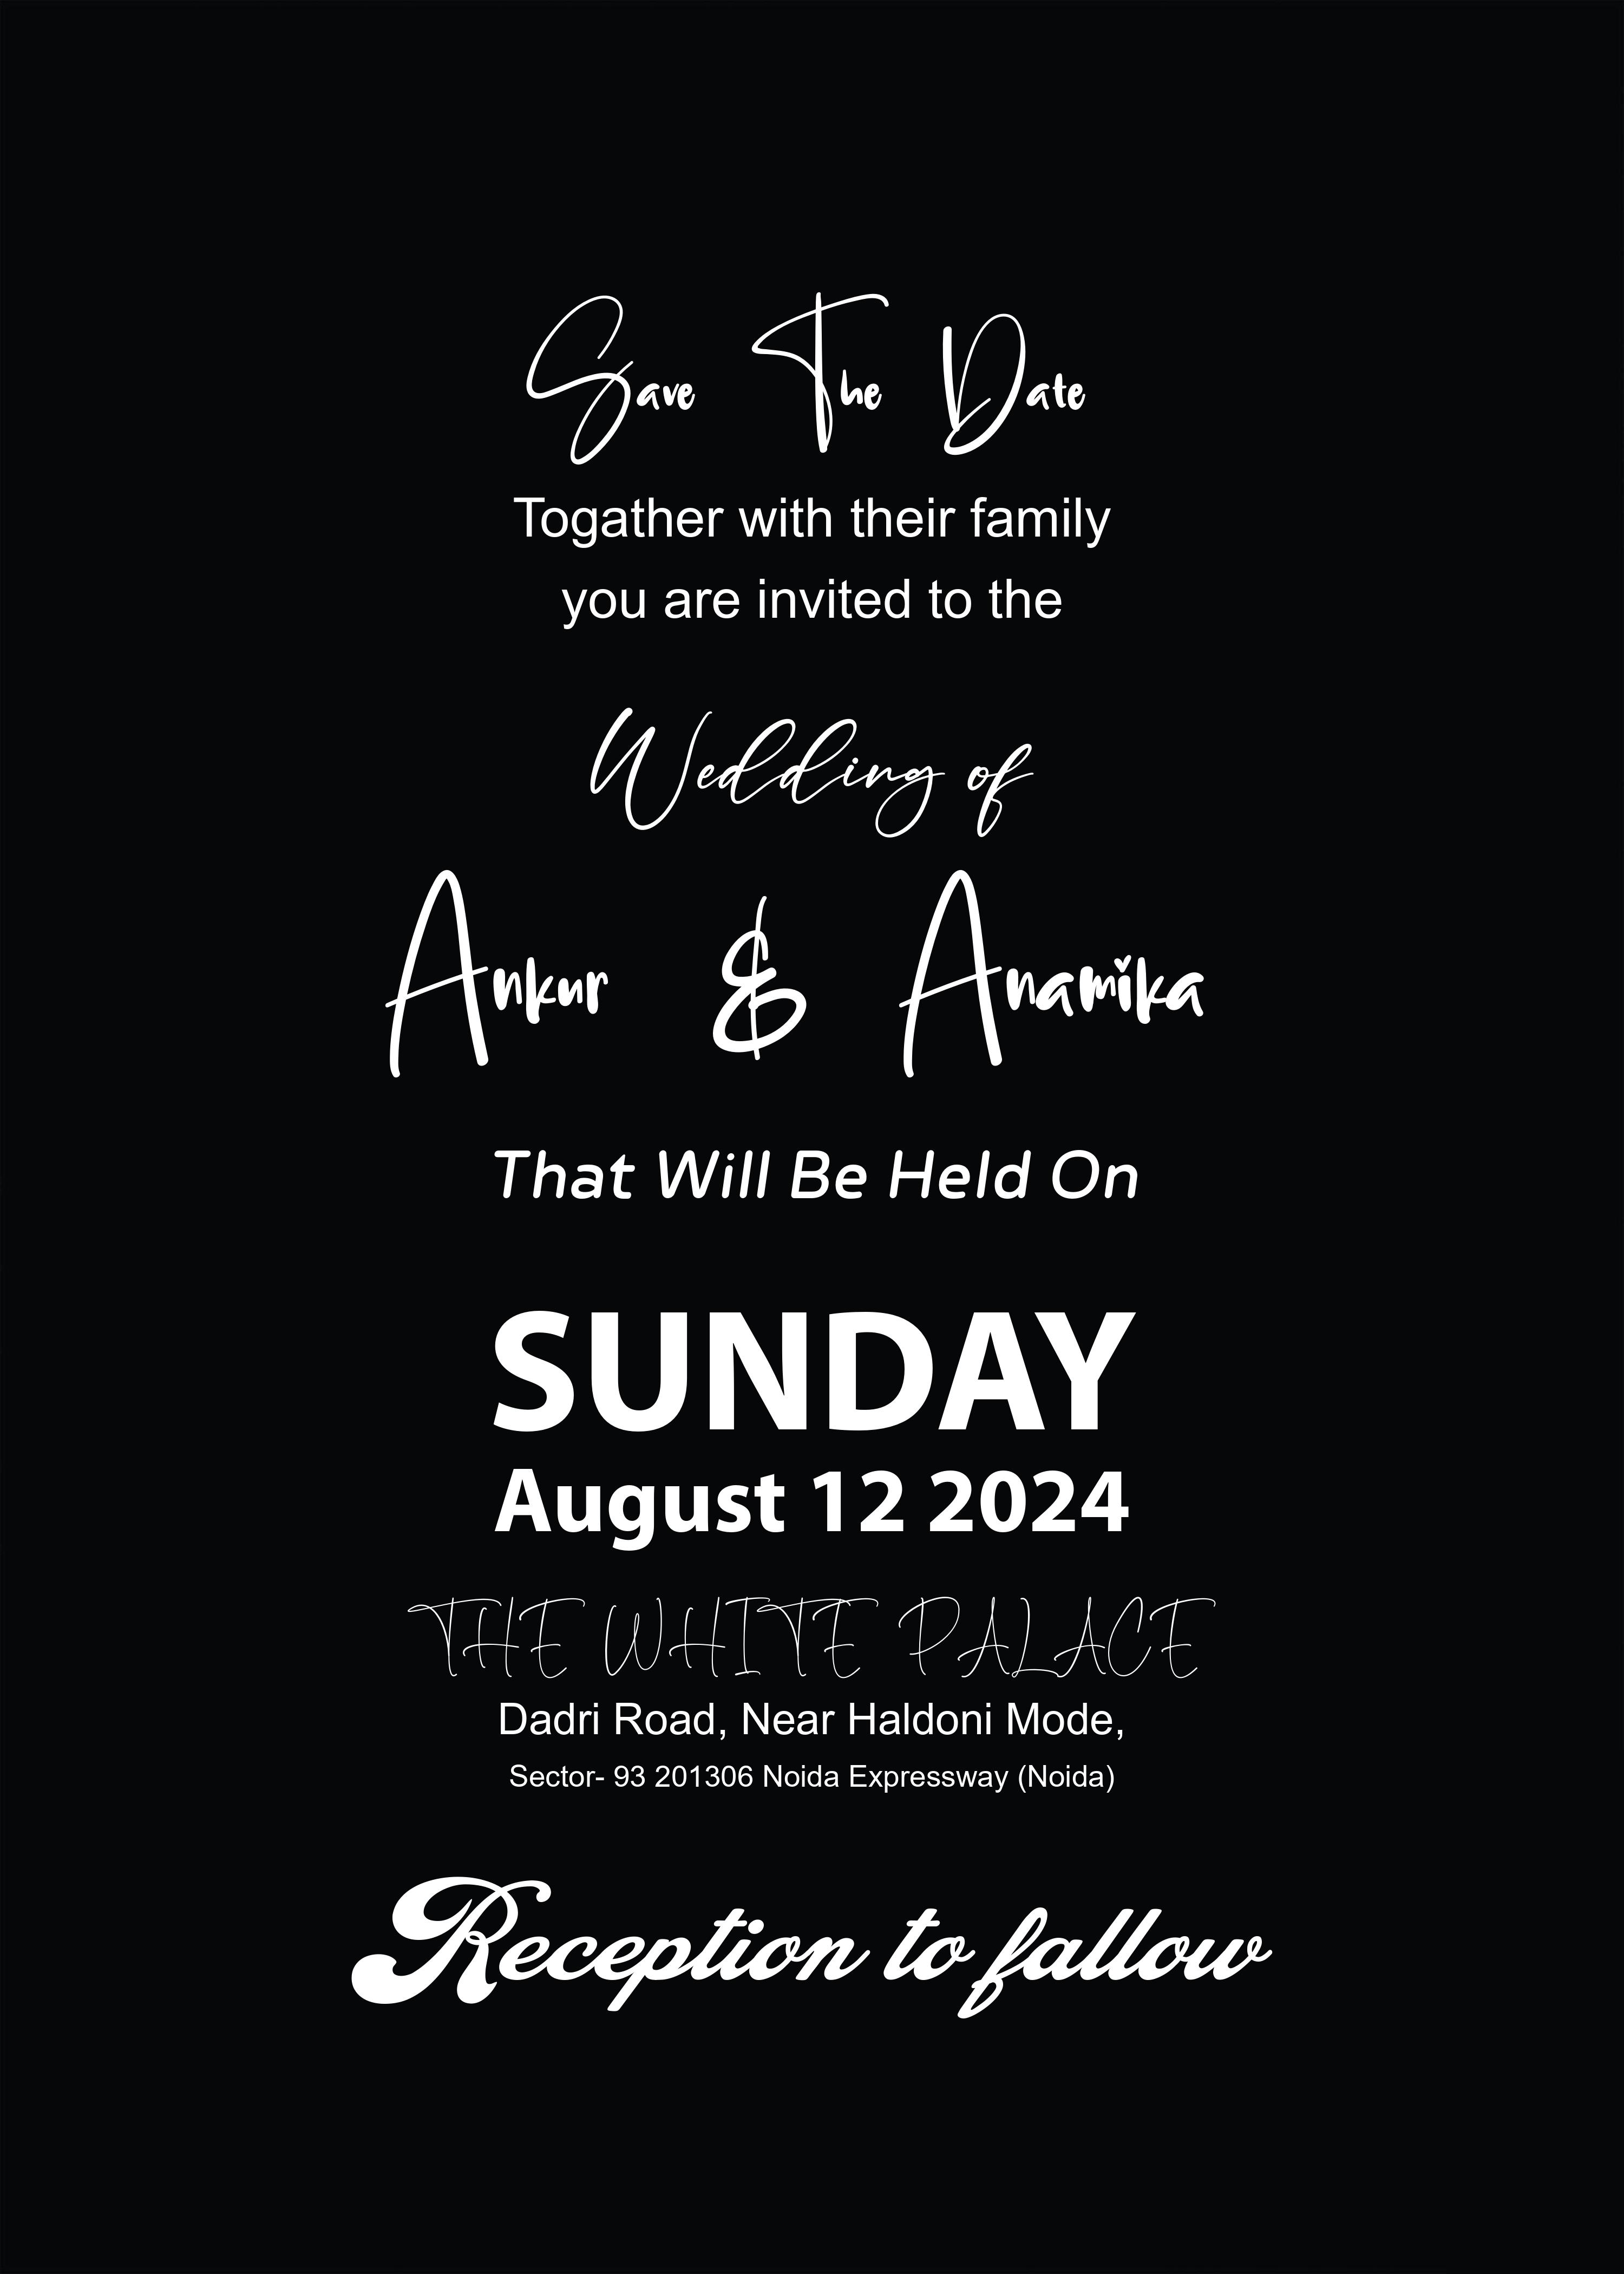 Save The Date
Togather with their family
you are invited to the
Wedding of
Ankur & Anamika
That Will Be Held On
SUNDAY
August 12 2024
THE WHITE PALACE
Dadri Road, Near Haldoni Mode,
Sector- 93 201306 Noida Expressway (Noida)
Reception to fallow